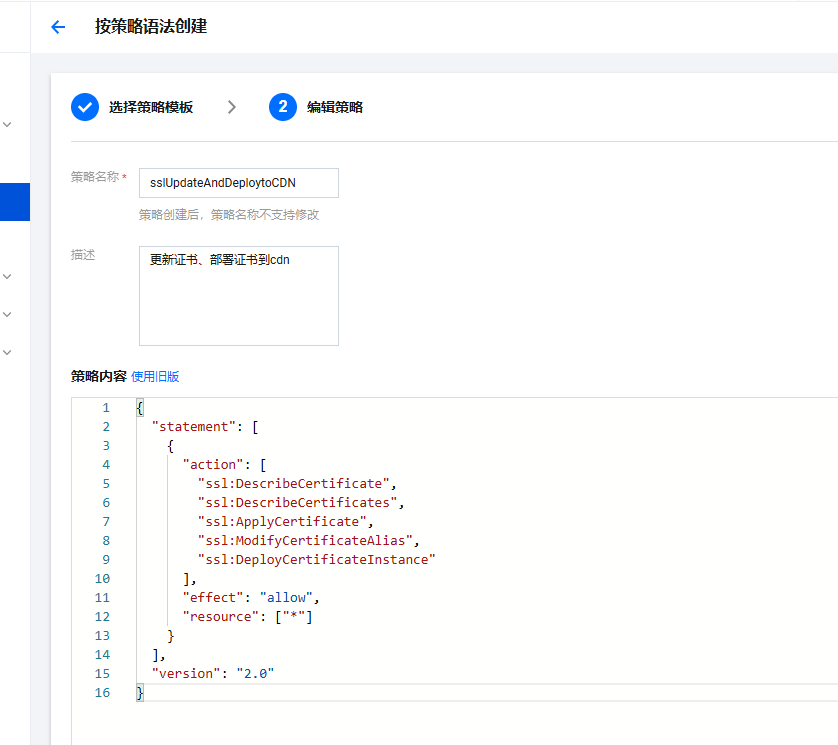 按策略语法创建
选择策略模板
2 编辑策略
策略名称 *
sslUpdateAndDeploytoCDN
策略创建后，策略名称不支持修改
描述
更新证书、部署证书到cdn
策略内容 使用旧版
1 {
2 "statement": [
3 {
4 "action": [
5 "ssl:DescribeCertificate",
6 "ssl:DescribeCertificates",
7 "ssl:ApplyCertificate",
8 "ssl:ModifyCertificateAlias",
9 "ssl:DeployCertificateInstance"
10 ],
11 "effect": "allow",
12 "resource": ["*"]
13 }
14 ],
15 "version": "2.0"
16 }